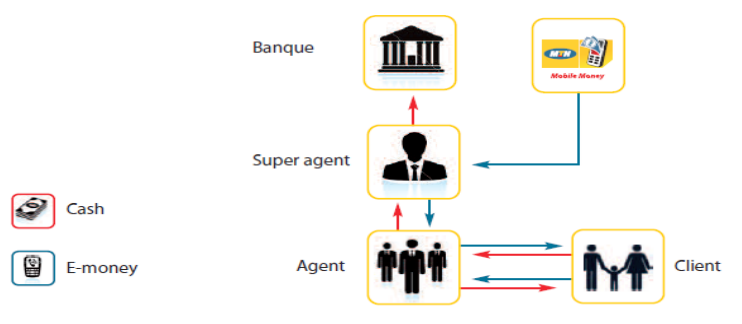 Banque
MTN
Mobile Money
Super agent
Cash
E-money
Agent
Client